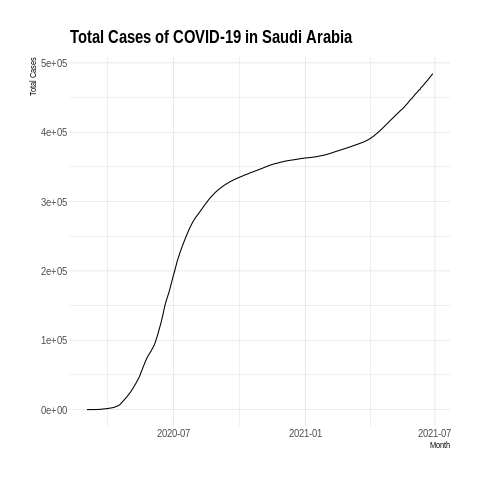 Total Cases of COVID-19 in Saudi Arabia
Total Cases
5e+05
4e+05
3e+05
2e+05
1e+05
0e+00
2020-07 2021-01 2021-07
Month